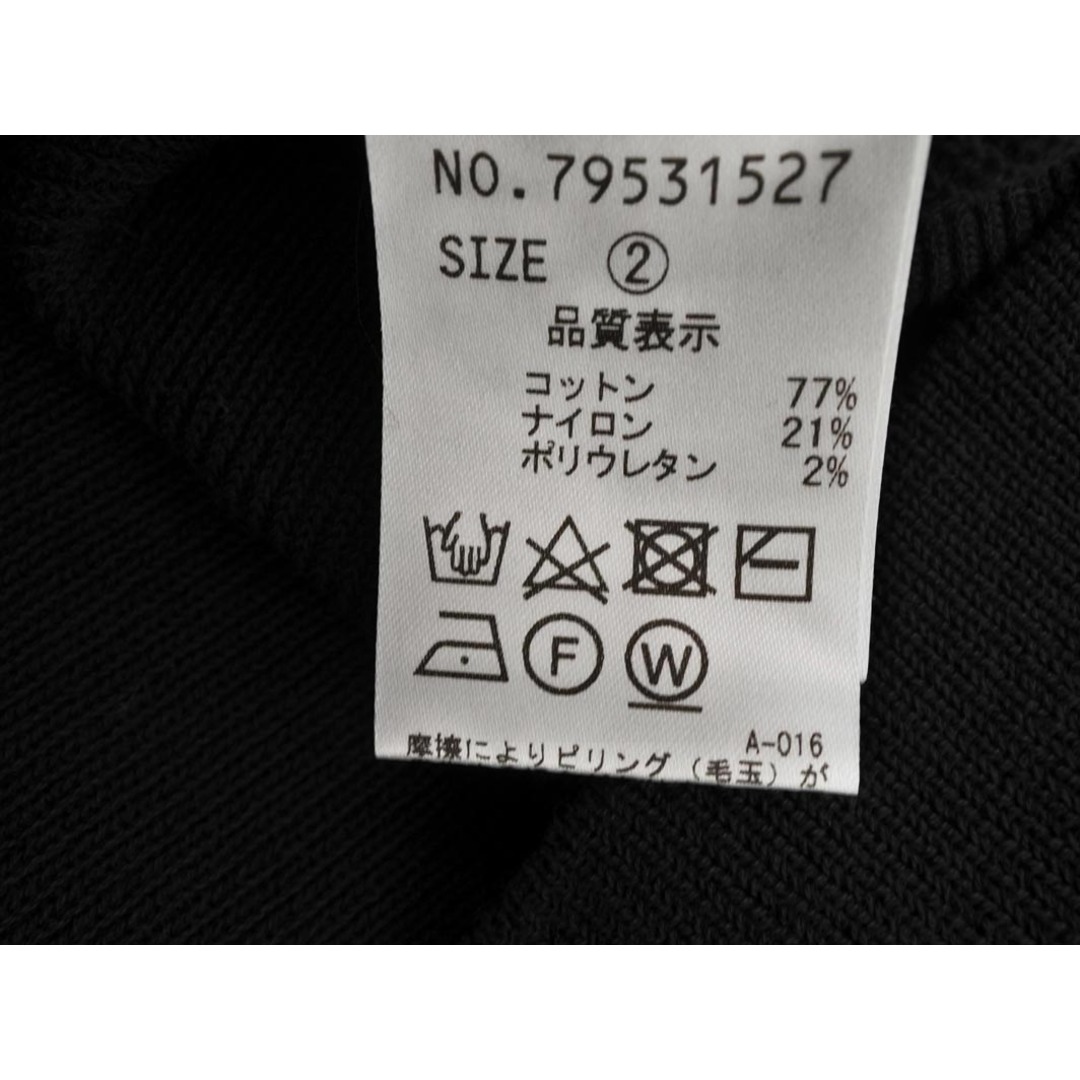 NO.79531527
SIZE ②
品質表示
コットン 77%
ナイロン 21%
ポリウレタン 2%
F W
A-016
摩擦によりピリング(毛玉)が